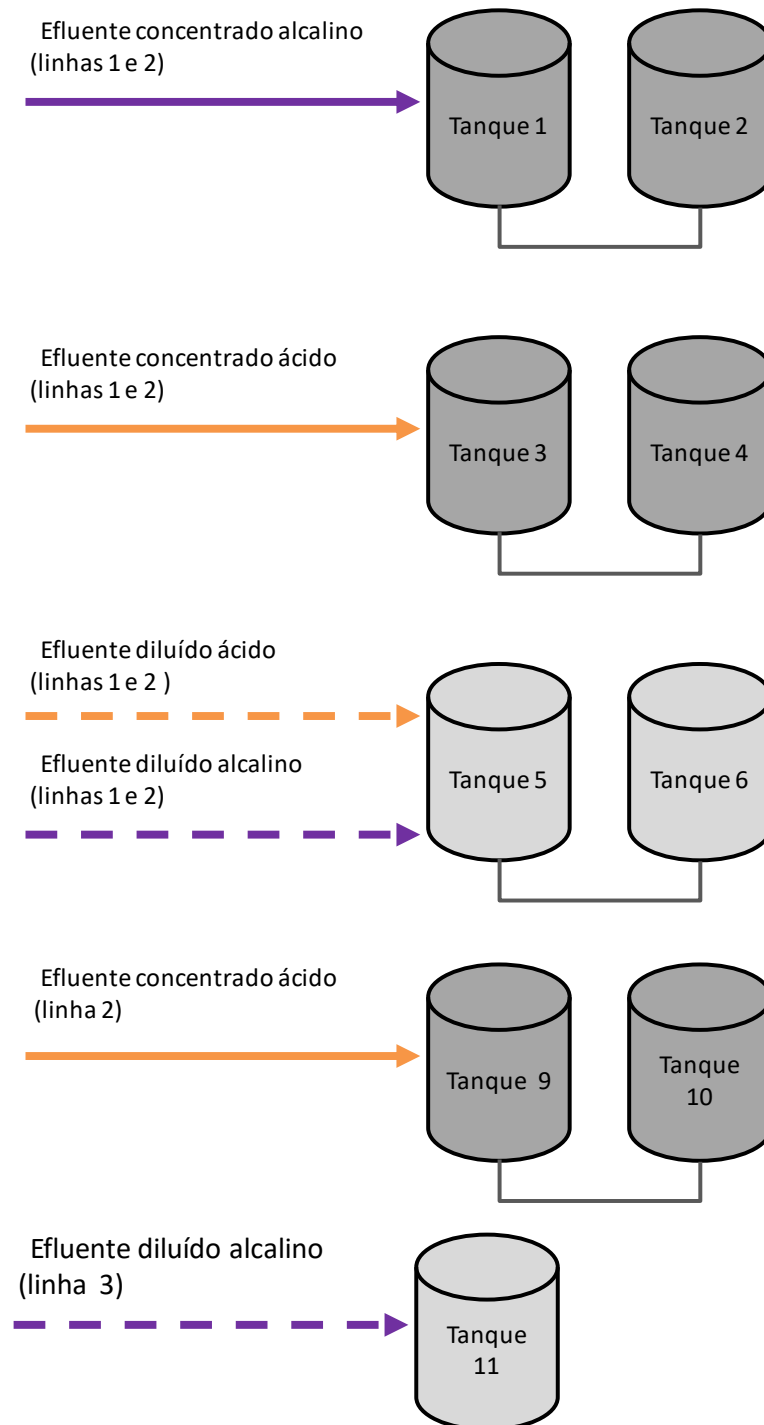 Efluente concentrado alcalino
(linhas 1 e 2)
Tanque 1
Tanque 2
Efluente concentrado ácido
(linhas 1 e 2)
Tanque 3
Tanque 4
Efluente diluído ácido
(linhas 1 e 2 )
Efluente diluído alcalino
(linhas 1 e 2)
Tanque 5
Tanque 6
Efluente concentrado ácido
(linha 2)
Tanque 9
Tanque
10
Efluente diluído alcalino
(linha 3)
Tanque
11